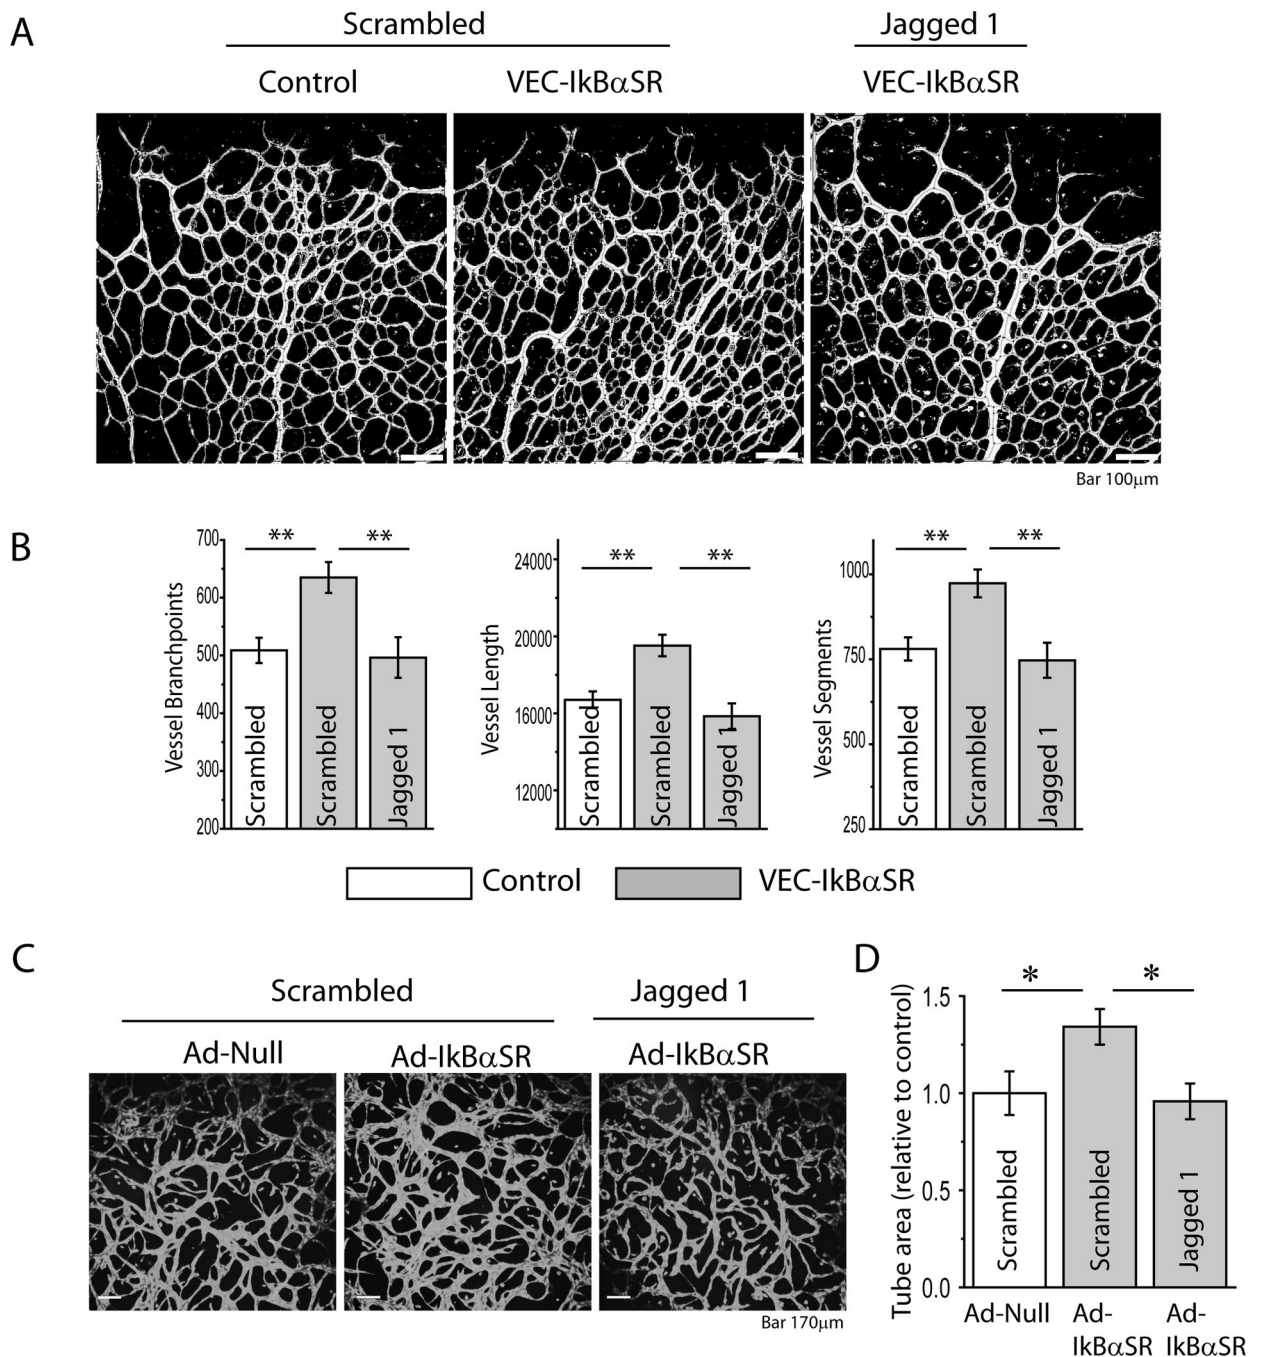 A
Scrambled
Jagged 1
Control
VEC-IkBαSR
VEC-IkBαSR
Bar 100μm
B
Vessel Branchpoints
700
600
500
400
300
200
**
**
Scrambled
Scrambled
Jagged 1
Vessel Length
24000
20000
16000
12000
**
**
Scrambled
Scrambled
Jagged 1
Vessel Segments
1000
750
500
250
**
**
Scrambled
Scrambled
Jagged 1
Control
VEC-IkBαSR
C
Scrambled
Jagged 1
Ad-Null
Ad-IkBαSR
Ad-IkBαSR
Bar 170μm
D
Tube area (relative to control)
1.5
1.0
0.5
0.0
*
*
Scrambled
Scrambled
Jagged 1
Ad-Null
Ad-
IkBαSR
Ad-
IkBαSR